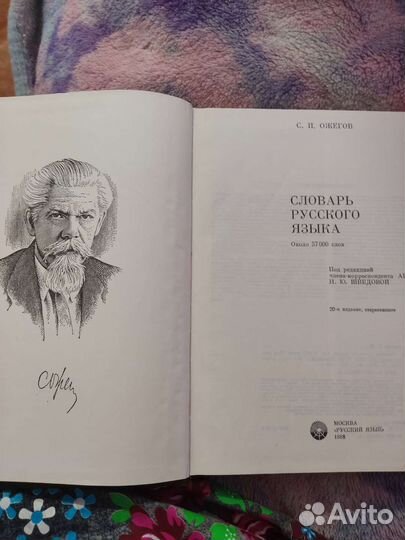 С. И. ОЖЕГОВ
СЛОВАРЬ
РУССКОГО
ЯЗЫКА
Около 57 000 слов
Под редакцией
члена-корреспондента
Н. Ю. ШВЕДОВОЙ
20-е издание, стереотипное
МОСКВА
«РУССКИЙ ЯЗЫК»
1988
Avito